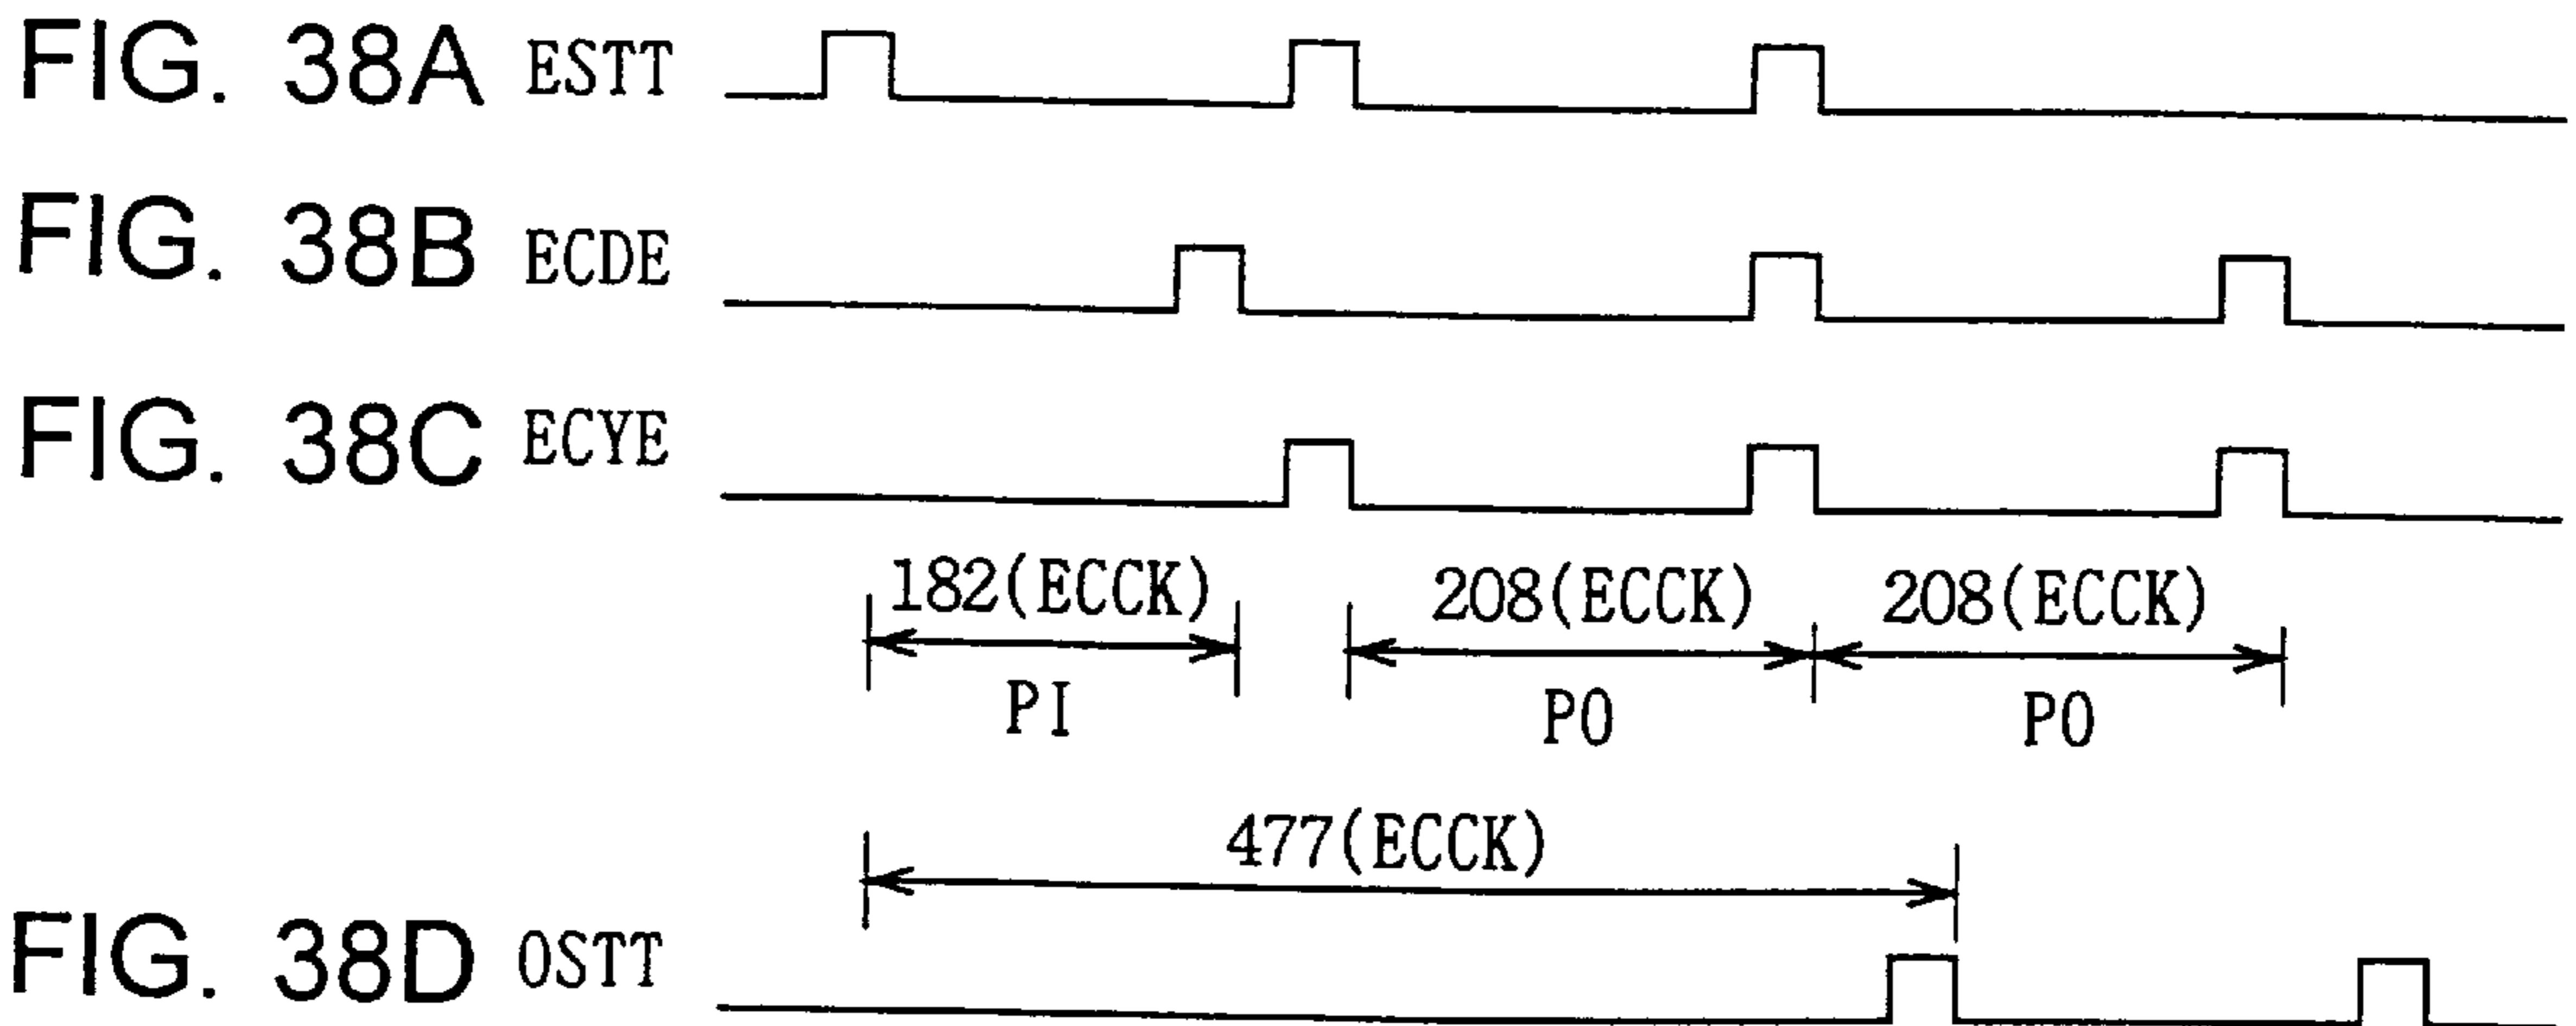 FIG. 38A ESTT
FIG. 38B ECDE
FIG. 38C ECYE
182(ECCK) 208(ECCK) 208(ECCK)
PI PO PO
477(ECCK)
FIG. 38D OSTT